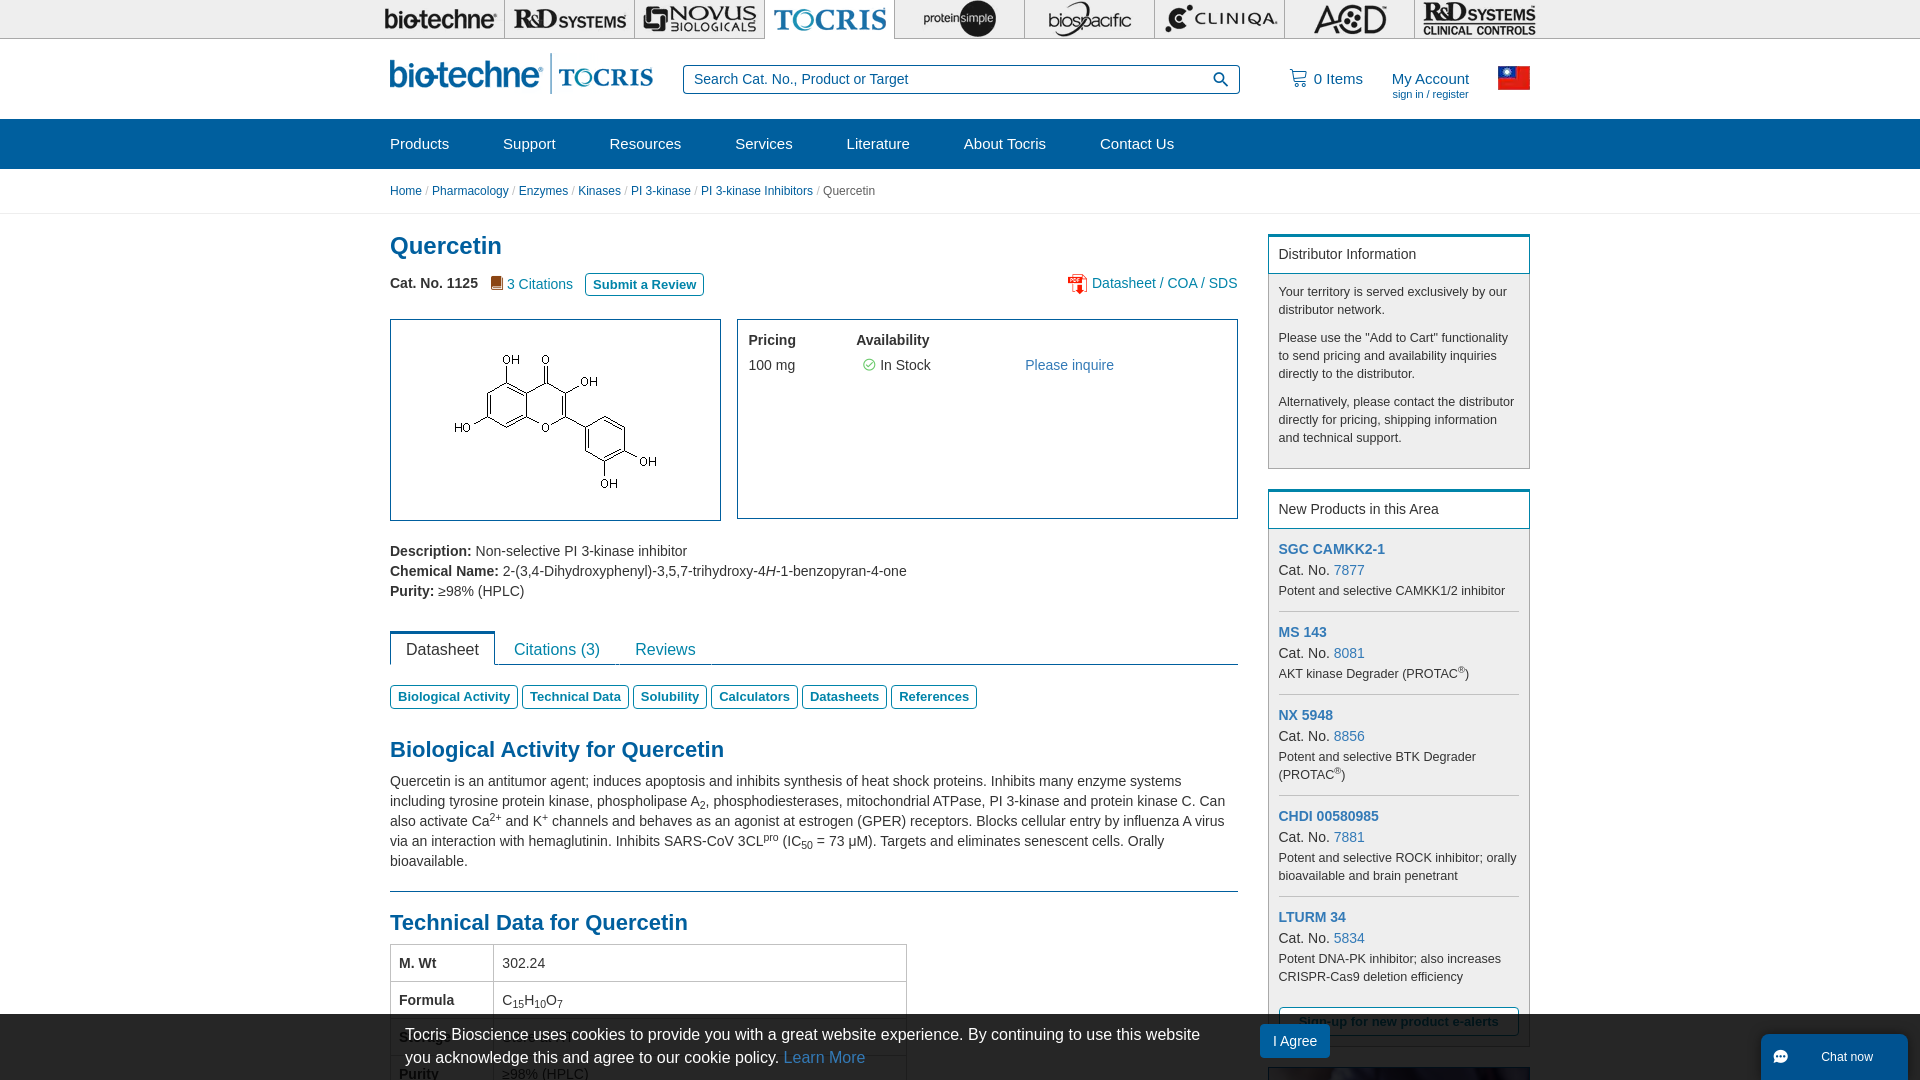 bio-techne
R&D SYSTEMS
NOVUS BIOLOGICALS
TOCRIS
proteinsimple
biospacific
CLINIQA
ACD
R&D SYSTEMS CLINICAL CONTROLS
bio-techne TOCRIS
Search Cat. No., Product or Target
0 Items
My Account
sign in / register
Products Support Resources Services Literature About Tocris Contact Us
Home / Pharmacology / Enzymes / Kinases / PI 3-kinase / PI 3-kinase Inhibitors / Quercetin
Quercetin
Cat. No. 1125 3 Citations Submit a Review
PDF Datasheet / COA / SDS
OH O
OH
HO
O
OH
OH
Pricing Availability
100 mg In Stock Please inquire
Description: Non-selective PI 3-kinase inhibitor
Chemical Name: 2-(3,4-Dihydroxyphenyl)-3,5,7-trihydroxy-4H-1-benzopyran-4-one
Purity: ≥98% (HPLC)
Datasheet Citations (3) Reviews
Biological Activity Technical Data Solubility Calculators Datasheets References
Biological Activity for Quercetin
Quercetin is an antitumor agent; induces apoptosis and inhibits synthesis of heat shock proteins. Inhibits many enzyme systems
including tyrosine protein kinase, phospholipase A2, phosphodiesterases, mitochondrial ATPase, PI 3-kinase and protein kinase C. Can
also activate Ca2+ and K+ channels and behaves as an agonist at estrogen (GPER) receptors. Blocks cellular entry by influenza A virus
via an interaction with hemaglutinin. Inhibits SARS-CoV 3CLpro (IC50 = 73 μM). Targets and eliminates senescent cells. Orally
bioavailable.
Technical Data for Quercetin
M. Wt 302.24
Formula C15H10O7
Purity ≥98% (HPLC)
Distributor Information
Your territory is served exclusively by our
distributor network.
Please use the "Add to Cart" functionality
to send pricing and availability inquiries
directly to the distributor.
Alternatively, please contact the distributor
directly for pricing, shipping information
and technical support.
New Products in this Area
SGC CAMKK2-1
Cat. No. 7877
Potent and selective CAMKK1/2 inhibitor
MS 143
Cat. No. 8081
AKT kinase Degrader (PROTAC®)
NX 5948
Cat. No. 8856
Potent and selective BTK Degrader
(PROTAC®)
CHDI 00580985
Cat. No. 7881
Potent and selective ROCK inhibitor; orally
bioavailable and brain penetrant
LTURM 34
Cat. No. 5834
Potent DNA-PK inhibitor; also increases
CRISPR-Cas9 deletion efficiency
Sign-up for new product e-alerts
Tocris Bioscience uses cookies to provide you with a great website experience. By continuing to use this website
you acknowledge this and agree to our cookie policy. Learn More
I Agree
Chat now